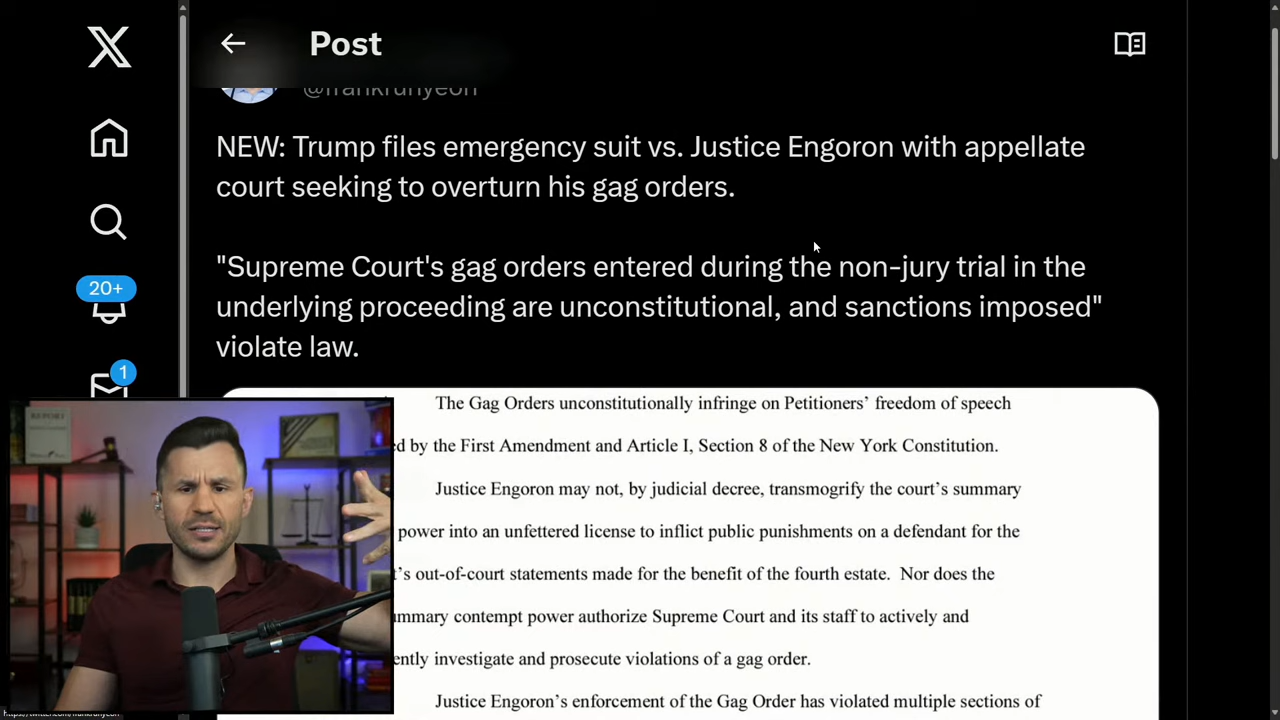 Post
@frankrunyeon
NEW: Trump files emergency suit vs. Justice Engoron with appellate
court seeking to overturn his gag orders.
"Supreme Court's gag orders entered during the non-jury trial in the
underlying proceeding are unconstitutional, and sanctions imposed"
violate law.
20+
1
The Gag Orders unconstitutionally infringe on Petitioners' freedom of speech
ed by the First Amendment and Article I, Section 8 of the New York Constitution.
Justice Engoron may not, by judicial decree, transmogrify the court's summary
power into an unfettered license to inflict public punishments on a defendant for the
t's out-of-court statements made for the benefit of the fourth estate. Nor does the
ummary contempt power authorize Supreme Court and its staff to actively and
ently investigate and prosecute violations of a gag order.
Justice Engoron's enforcement of the Gag Order has violated multiple sections of
https://twitter.com/frankrunyeon